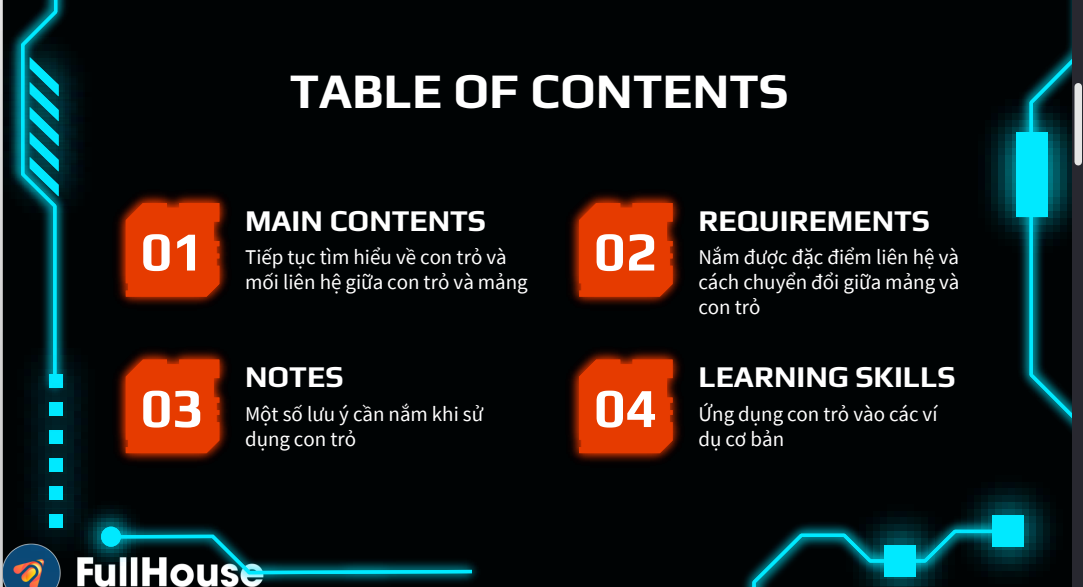 TABLE OF CONTENTS
01
MAIN CONTENTS
Tiếp tục tìm hiểu về con trỏ và
mối liên hệ giữa con trỏ và mảng
02
REQUIREMENTS
Nắm được đặc điểm liên hệ và
cách chuyển đổi giữa mảng và
con trỏ
03
NOTES
Một số lưu ý cần nắm khi sử
dụng con trỏ
04
LEARNING SKILLS
Ứng dụng con trỏ vào các ví
dụ cơ bản
FullHouse